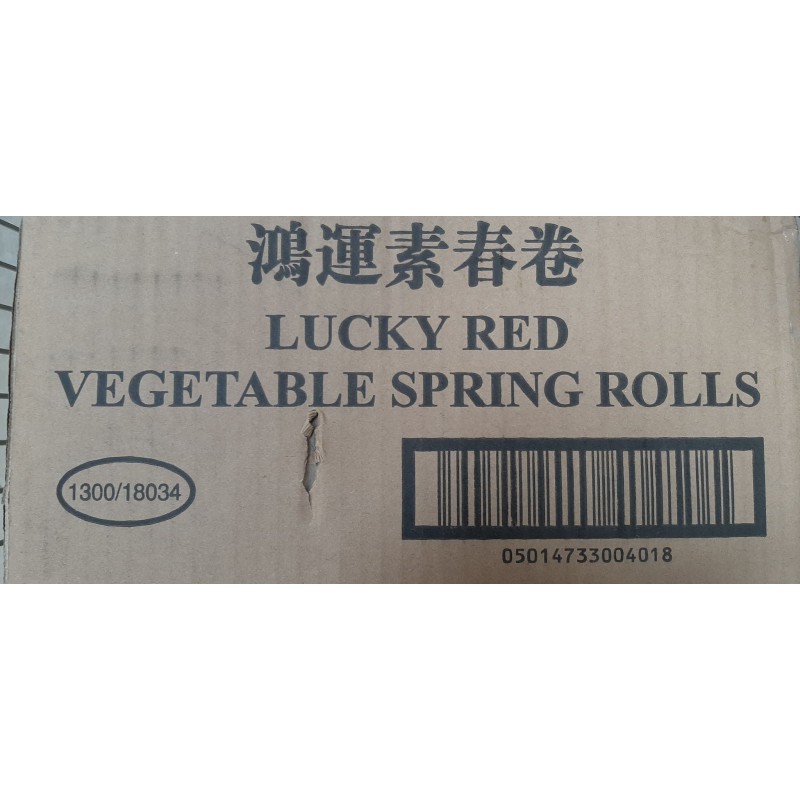 鴻運素春卷
LUCKY RED
VEGETABLE SPRING ROLLS
1300/18034
05014733004018